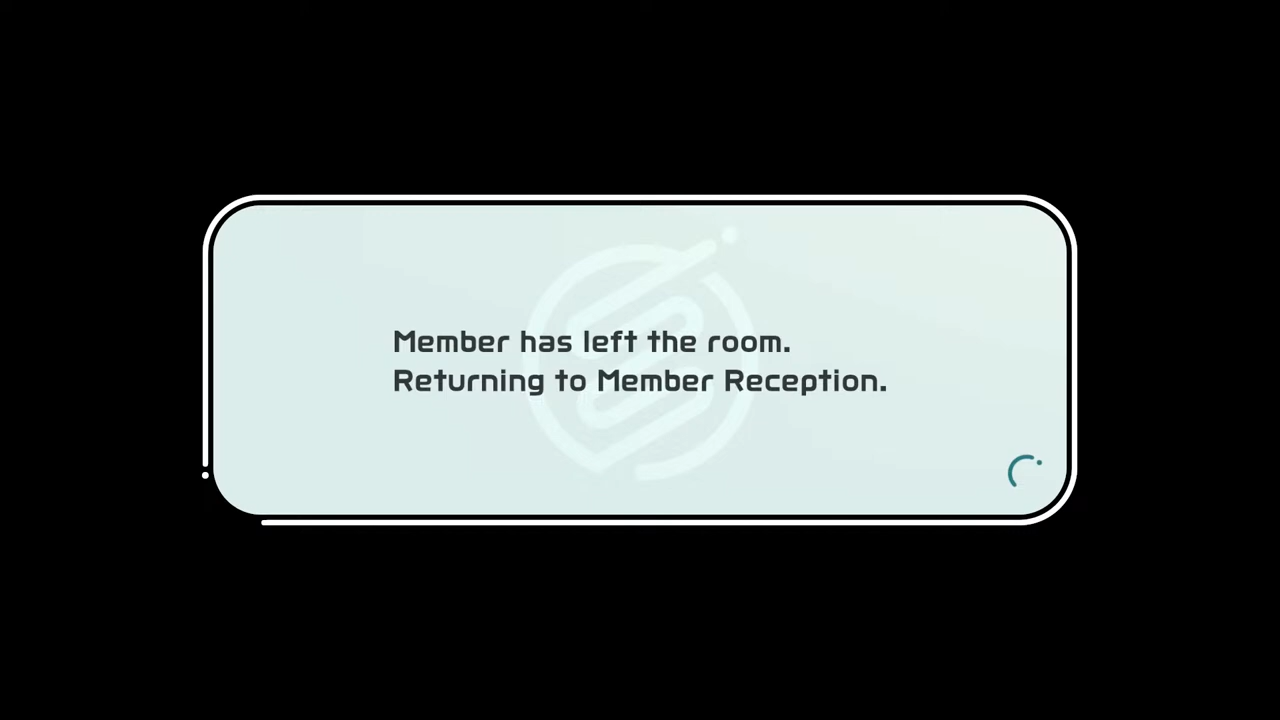 Member has left the room.
Returning to Member Reception.